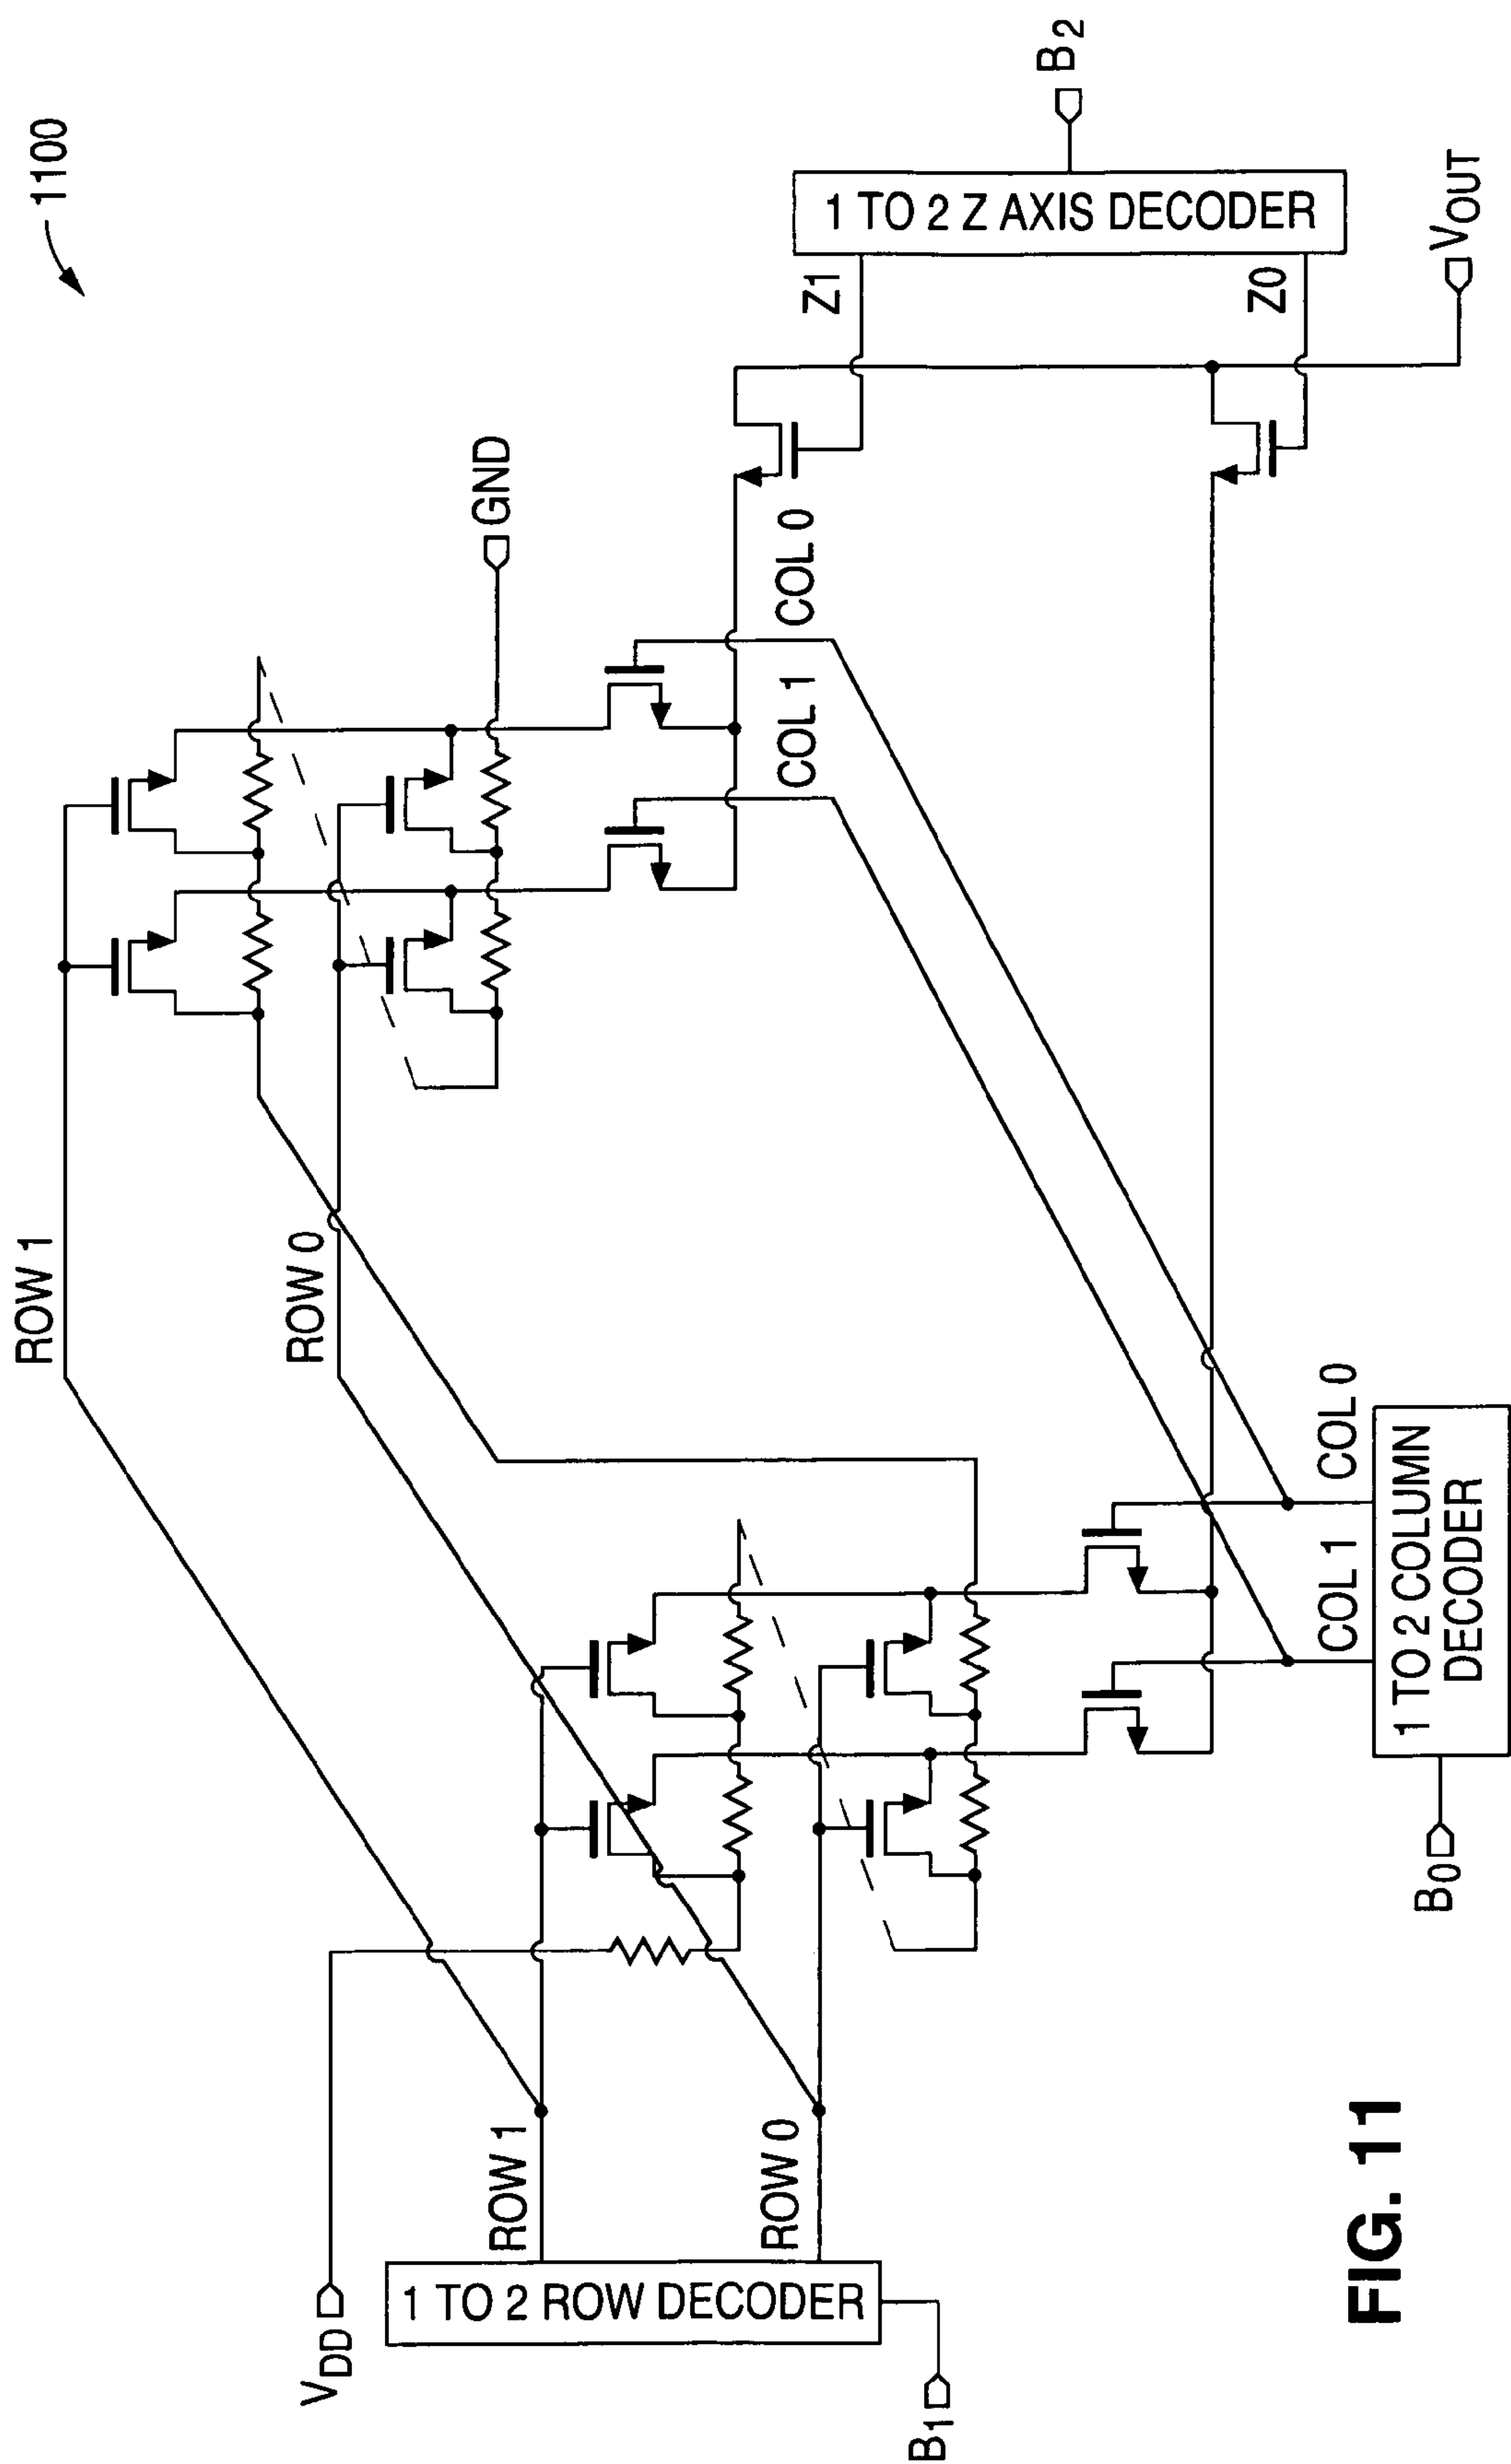 1100
ROW 1
ROW 0
GND
VDD
COL 1
COL 0
Z1
1 TO 2 Z AXIS DECODER
B2
ROW 1
1 TO 2 ROW DECODER
ROW 0
B1
Z0
VOUT
COL 1
COL 0
1 TO 2 COLUMN
DECODER
B0
FIG. 11